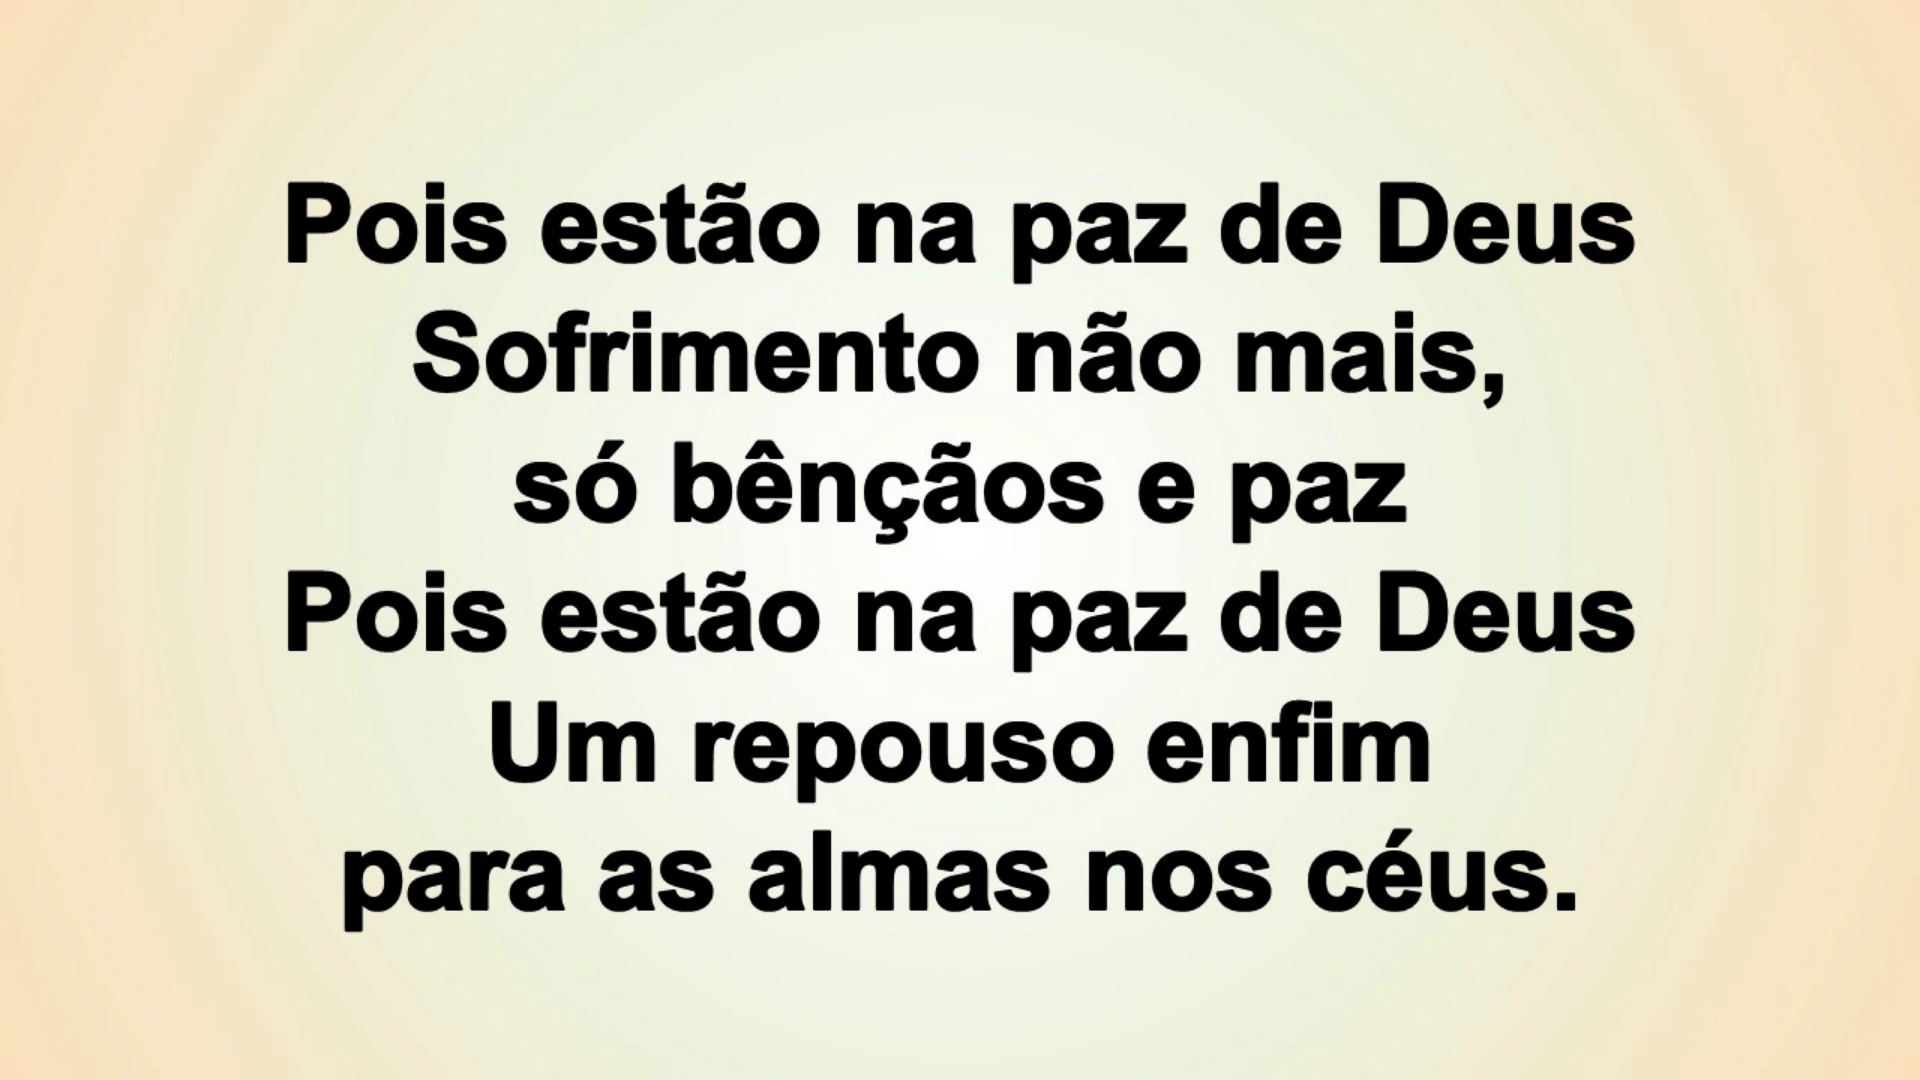 Pois estão na paz de Deus
Sofrimento não mais,
só bênçãos e paz
Pois estão na paz de Deus
Um repouso enfim
para as almas nos céus.